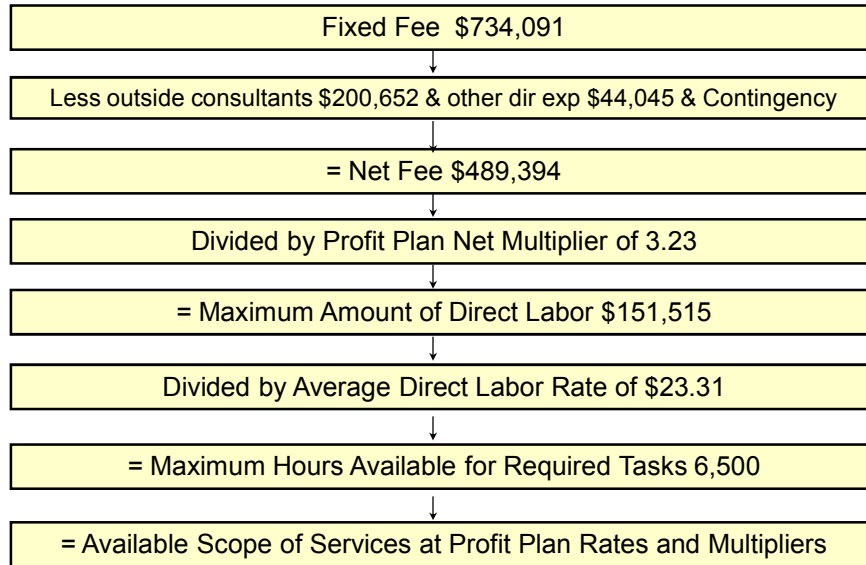 Fixed Fee $734,091
Less outside consultants $200,652 & other dir exp $44,045 & Contingency
= Net Fee $489,394
Divided by Profit Plan Net Multiplier of 3.23
= Maximum Amount of Direct Labor $151,515
Divided by Average Direct Labor Rate of $23.31
= Maximum Hours Available for Required Tasks 6,500
= Available Scope of Services at Profit Plan Rates and Multipliers